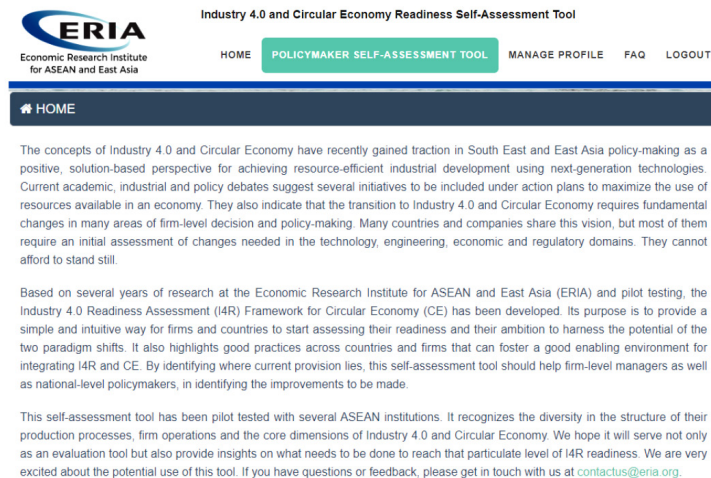 Industry 4.0 and Circular Economy Readiness Self-Assessment Tool
ERIA
Economic Research Institute
for ASEAN and East Asia
HOME POLICYMAKER SELF-ASSESSMENT TOOL MANAGE PROFILE FAQ LOGOUT
HOME
The concepts of Industry 4.0 and Circular Economy have recently gained traction in South East and East Asia policy-making as a
positive, solution-based perspective for achieving resource-efficient industrial development using next-generation technologies.
Current academic, industrial and policy debates suggest several initiatives to be included under action plans to maximize the use of
resources available in an economy. They also indicate that the transition to Industry 4.0 and Circular Economy requires fundamental
changes in many areas of firm-level decision and policy-making. Many countries and companies share this vision, but most of them
require an initial assessment of changes needed in the technology, engineering, economic and regulatory domains. They cannot
afford to stand still.
Based on several years of research at the Economic Research Institute for ASEAN and East Asia (ERIA) and pilot testing, the
Industry 4.0 Readiness Assessment (I4R) Framework for Circular Economy (CE) has been developed. Its purpose is to provide a
simple and intuitive way for firms and countries to start assessing their readiness and their ambition to harness the potential of the
two paradigm shifts. It also highlights good practices across countries and firms that can foster a good enabling environment for
integrating I4R and CE. By identifying where current provision lies, this self-assessment tool should help firm-level managers as well
as national-level policymakers, in identifying the improvements to be made.
This self-assessment tool has been pilot tested with several ASEAN institutions. It recognizes the diversity in the structure of their
production processes, firm operations and the core dimensions of Industry 4.0 and Circular Economy. We hope it will serve not only
as an evaluation tool but also provide insights on what needs to be done to reach that particulate level of I4R readiness. We are very
excited about the potential use of this tool. If you have questions or feedback, please get in touch with us at contactus@eria.org.